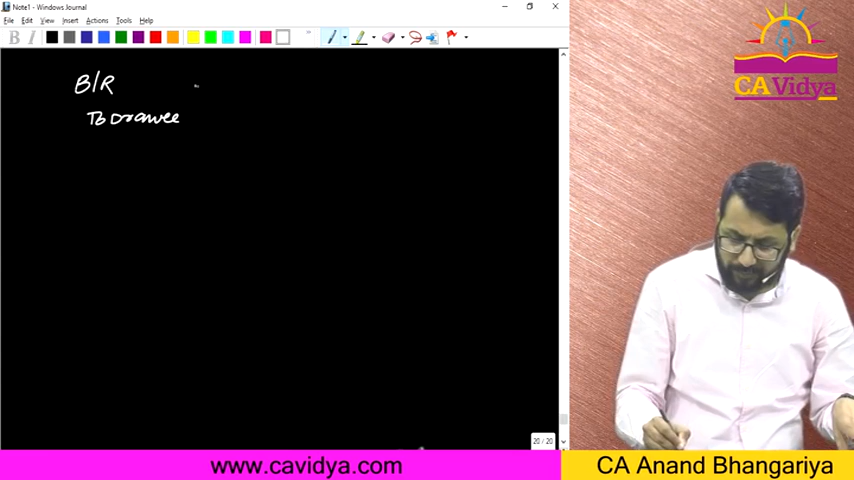 Note1 - Windows Journal
File Edit View Insert Actions Tools Help
B I
B/R
To Drawee
20 / 20
CA Vidya
www.cavidya.com
CA Anand Bhangariya